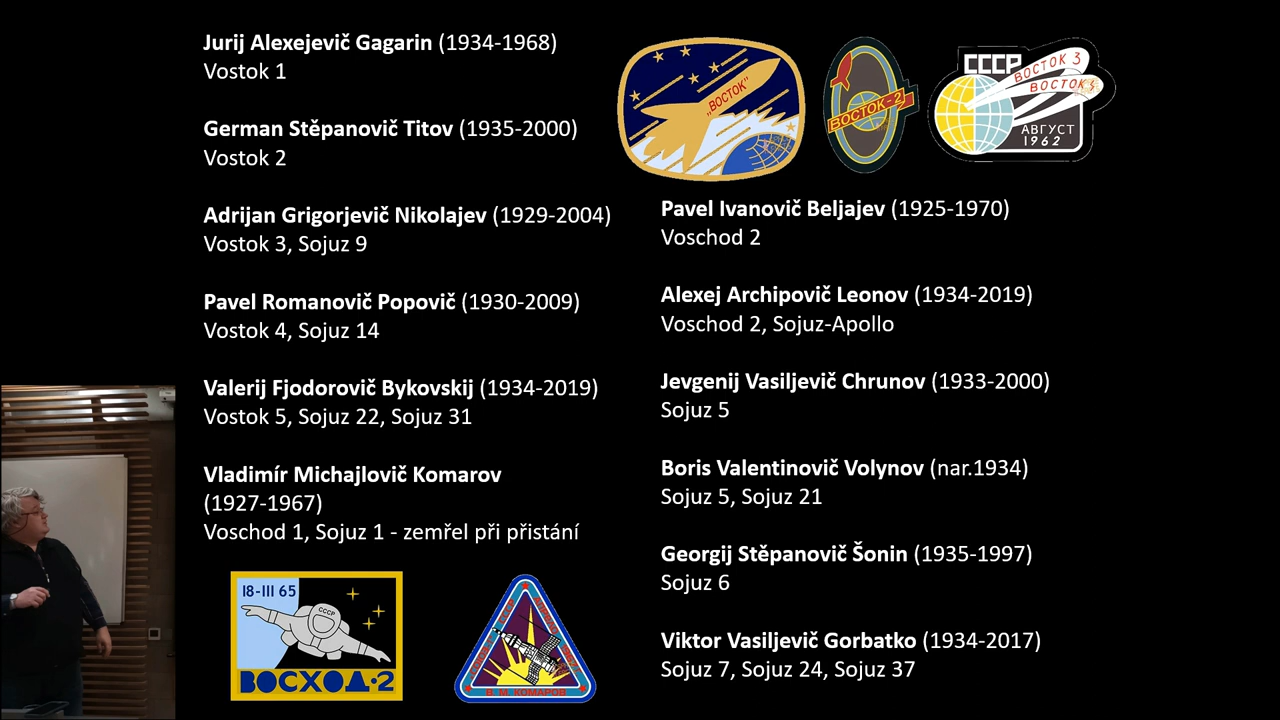 Jurij Alexejevič Gagarin (1934-1968)
Vostok 1
German Stěpanovič Titov (1935-2000)
Vostok 2
Adrijan Grigorjevič Nikolajev (1929-2004)
Vostok 3, Sojuz 9
Pavel Romanovič Popovič (1930-2009)
Vostok 4, Sojuz 14
Valerij Fjodorovič Bykovskij (1934-2019)
Vostok 5, Sojuz 22, Sojuz 31
Vladimír Michajlovič Komarov
(1927-1967)
Voschod 1, Sojuz 1 - zemřel při přistání
18-III 65
СССР
ВОСХОД·2
В. М. КОМАРОВ
„ВОСТОК"
ВОСТОК-2
СССР
ВОСТОК 3
ВОСТОК
АВГУСТ
1962
Pavel Ivanovič Beljajev (1925-1970)
Voschod 2
Alexej Archipovič Leonov (1934-2019)
Voschod 2, Sojuz-Apollo
Jevgenij Vasiljevič Chrunov (1933-2000)
Sojuz 5
Boris Valentinovič Volynov (nar.1934)
Sojuz 5, Sojuz 21
Georgij Stěpanovič Šonin (1935-1997)
Sojuz 6
Viktor Vasiljevič Gorbatko (1934-2017)
Sojuz 7, Sojuz 24, Sojuz 37